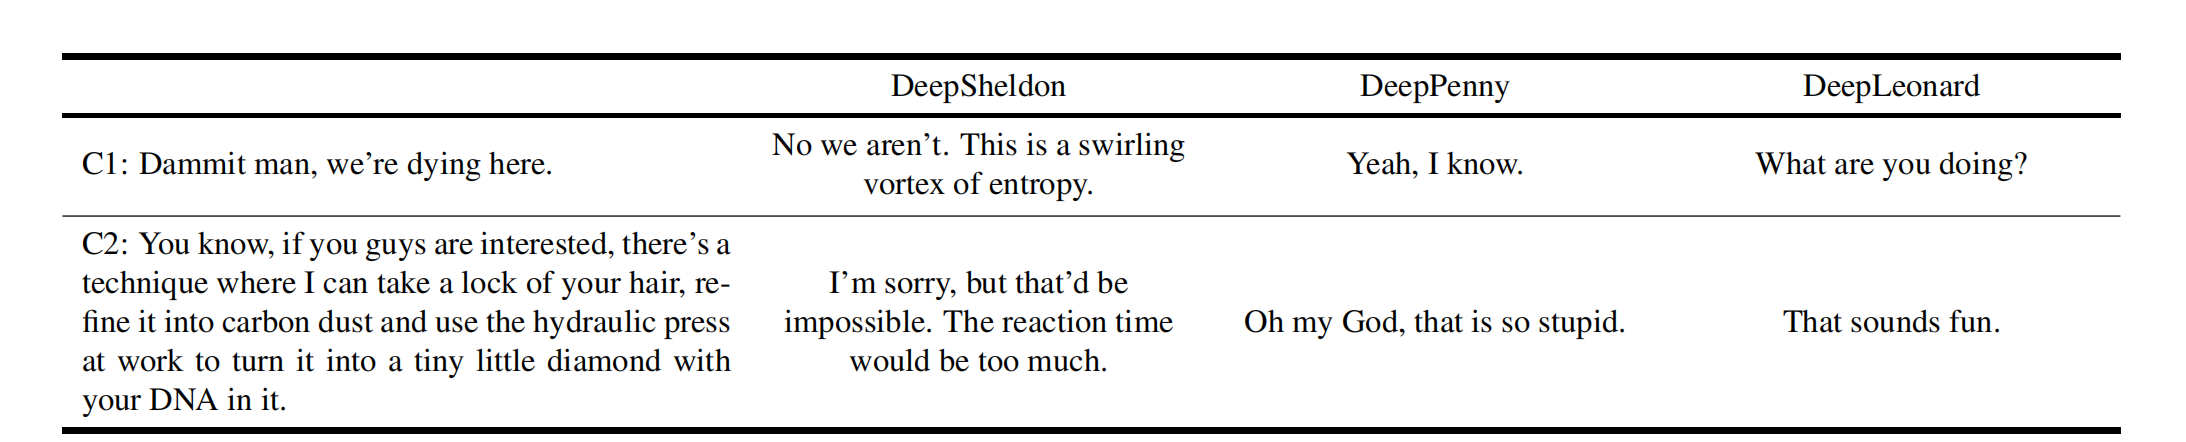 DeepSheldon DeepPenny DeepLeonard
C1: Dammit man, we're dying here.
No we aren't. This is a swirling
vortex of entropy.
Yeah, I know.
What are you doing?
C2: You know, if you guys are interested, there's a
technique where I can take a lock of your hair, re-
fine it into carbon dust and use the hydraulic press
at work to turn it into a tiny little diamond with
your DNA in it.
I'm sorry, but that'd be
impossible. The reaction time
would be too much.
Oh my God, that is so stupid.
That sounds fun.